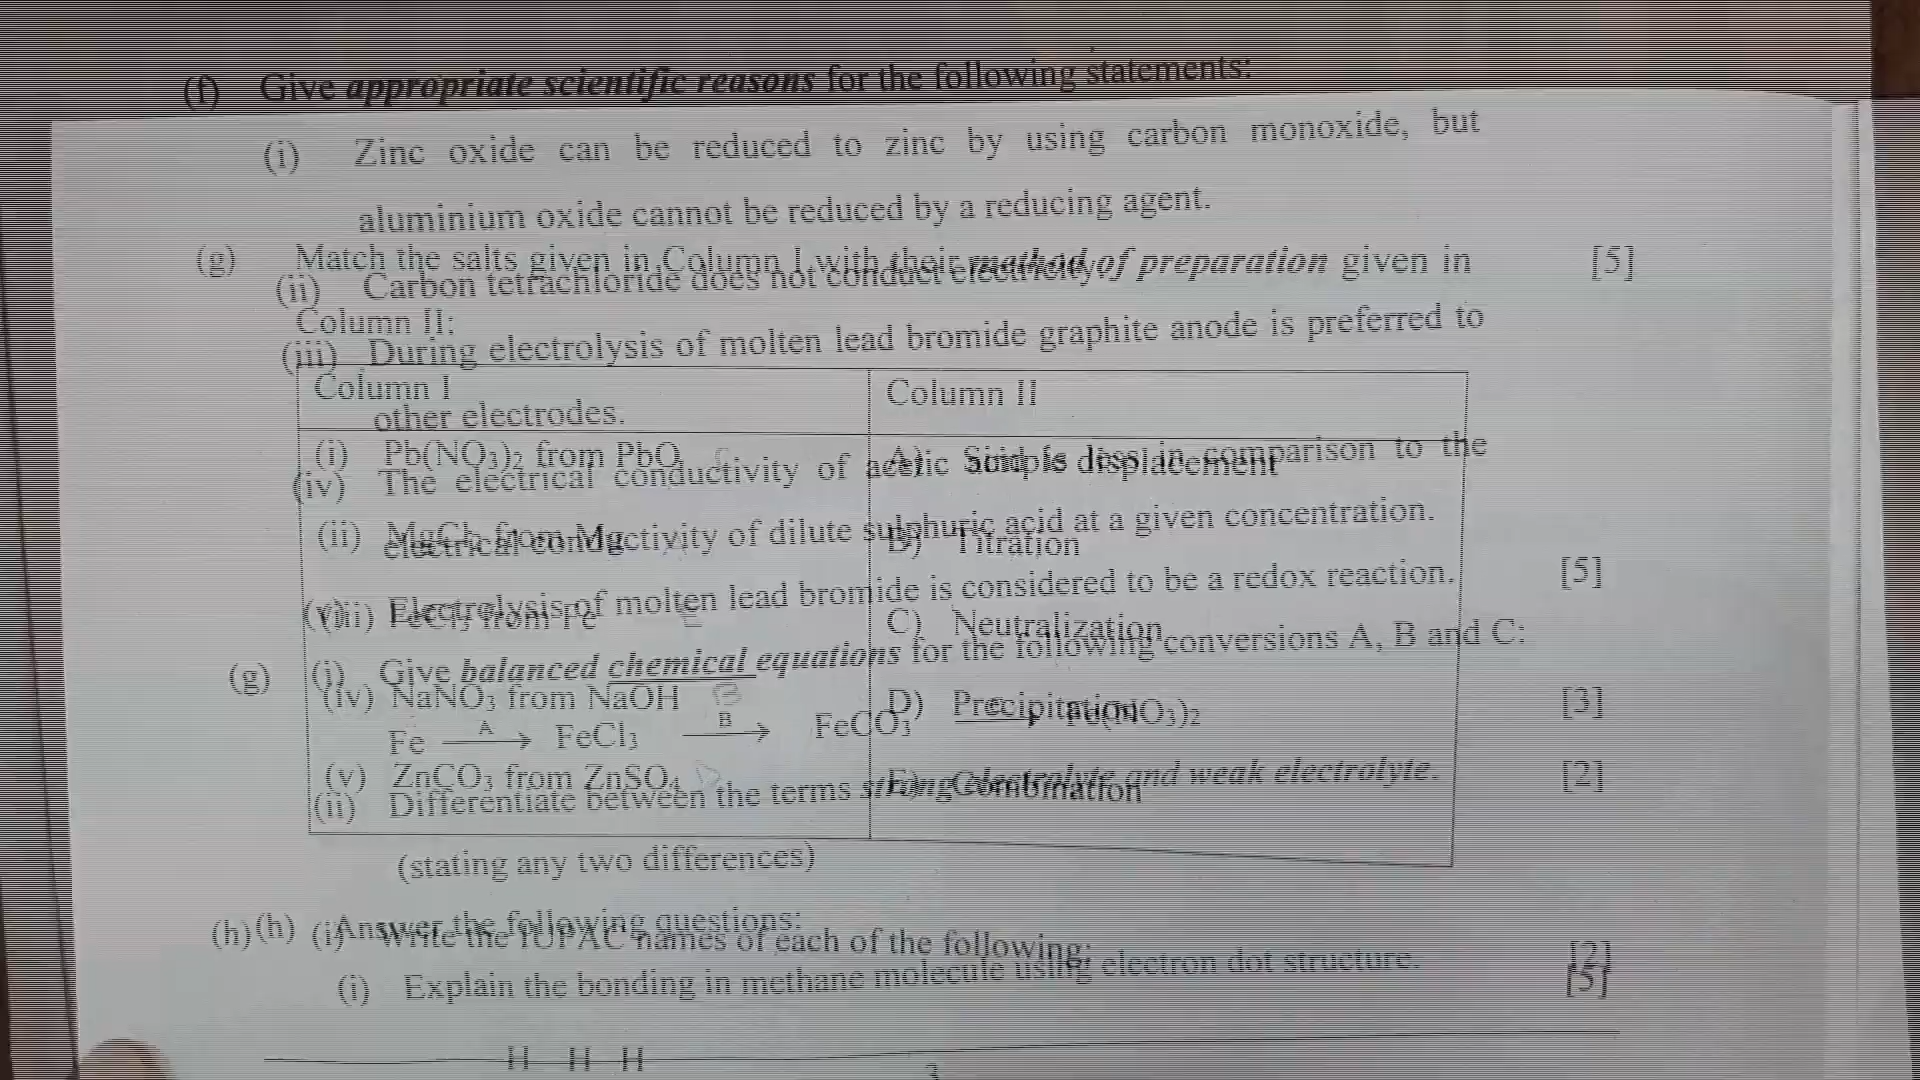 (f) Give appropriate scientific reasons for the following statements:
(i) Zinc oxide can be reduced to zinc by using carbon monoxide, but
aluminium oxide cannot be reduced by a reducing agent.
(g) Match the salts given in Column I with their method of preparation given in [5]
(ii) Carbon tetrachloride does not conduct electricity
Column II:
(iii) During electrolysis of molten lead bromide graphite anode is preferred to
Column I Column II
other electrodes.
(i) Pb(NO₃)₂ from PbO A) Simple displacement
(iv) The electrical conductivity of acetic acid is less in comparison to the
(ii) MgCl₂ from Mg B) Titration
electrical conductivity of dilute sulphuric acid at a given concentration.
(v) Electrolysis of molten lead bromide is considered to be a redox reaction. [5]
(iii) FeCl₃ from Fe C) Neutralization
(g) (i) Give balanced chemical equations for the following conversions A, B and C:
(iv) NaNO₃ from NaOH B D) Precipitation [3]
Fe A→ FeCl₃ B→ FeCO₃ Pb(NO₃)₂
(v) ZnCO₃ from ZnSO₄ D E) Combination
(ii) Differentiate between the terms strong electrolyte and weak electrolyte. [2]
(stating any two differences)
(h) Answer the following questions:
(h) (i) Write the IUPAC names of each of the following:
(i) Explain the bonding in methane molecule using electron dot structure. [2]
H H H
3